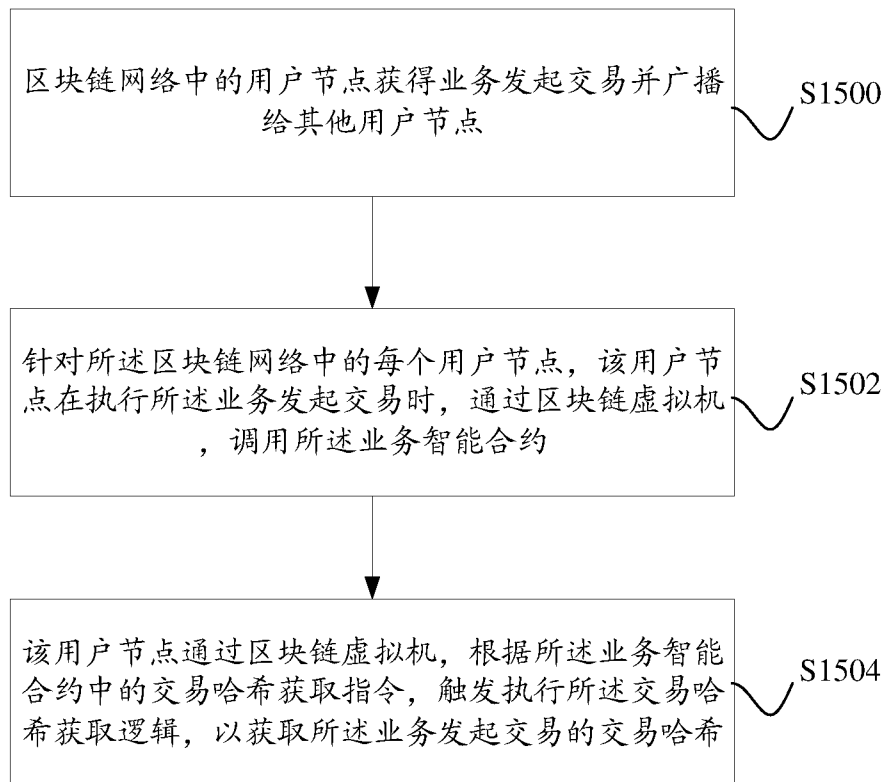 区块链网络中的用户节点获得业务发起交易并广播
给其他用户节点
S1500
针对所述区块链网络中的每个用户节点，该用户节
点在执行所述业务发起交易时，通过区块链虚拟机
，调用所述业务智能合约
S1502
该用户节点通过区块链虚拟机，根据所述业务智能
合约中的交易哈希获取指令，触发执行所述交易哈
希获取逻辑，以获取所述业务发起交易的交易哈希
S1504